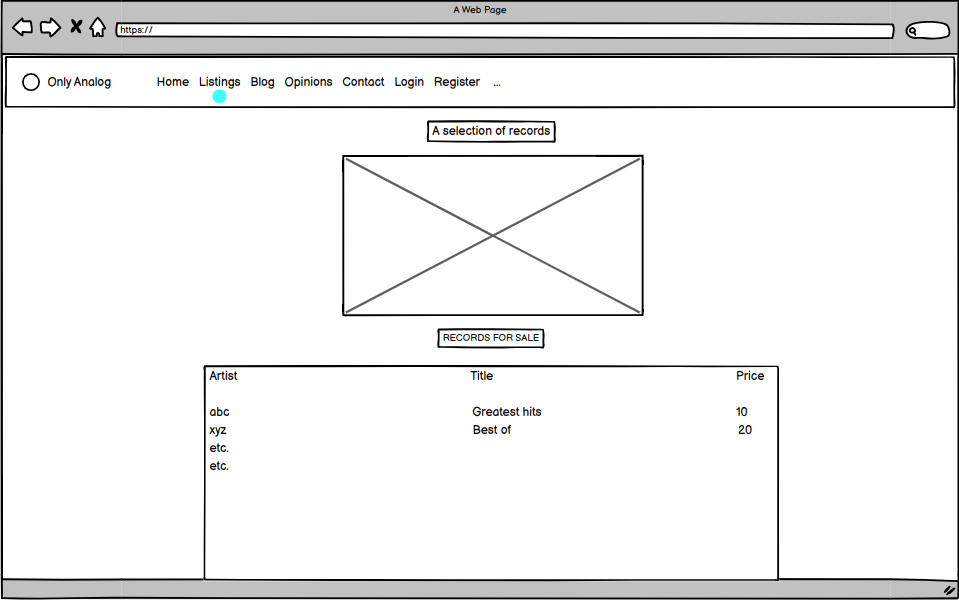 A Web Page
https://
Only Analog Home Listings Blog Opinions Contact Login Register ...
A selection of records
RECORDS FOR SALE
Artist Title Price
abc Greatest hits 10
xyz Best of 20
etc.
etc.